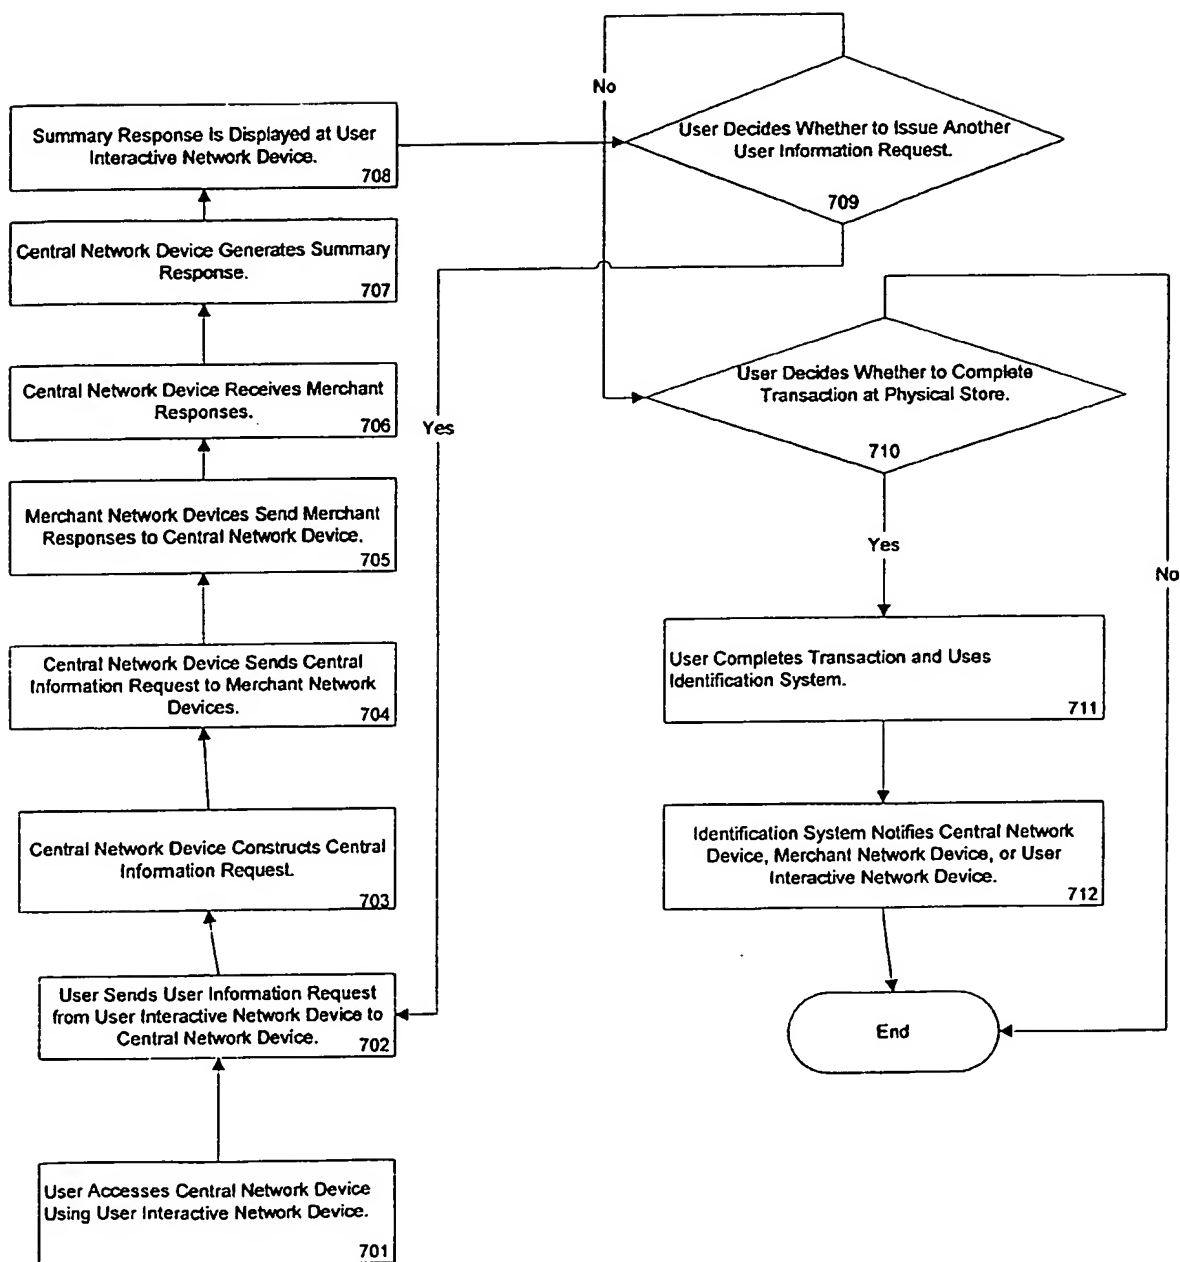 No
Summary Response Is Displayed at User
Interactive Network Device.
708
User Decides Whether to Issue Another
User Information Request.
709
Central Network Device Generates Summary
Response.
707
Central Network Device Receives Merchant
Responses.
706
Yes
User Decides Whether to Complete
Transaction at Physical Store.
710
Merchant Network Devices Send Merchant
Responses to Central Network Device.
705
Yes
No
Central Network Device Sends Central
Information Request to Merchant Network
Devices.
704
User Completes Transaction and Uses
Identification System.
711
Central Network Device Constructs Central
Information Request.
703
Identification System Notifies Central Network
Device, Merchant Network Device, or User
Interactive Network Device.
712
User Sends User Information Request
from User Interactive Network Device to
Central Network Device.
702
End
User Accesses Central Network Device
Using User Interactive Network Device.
701